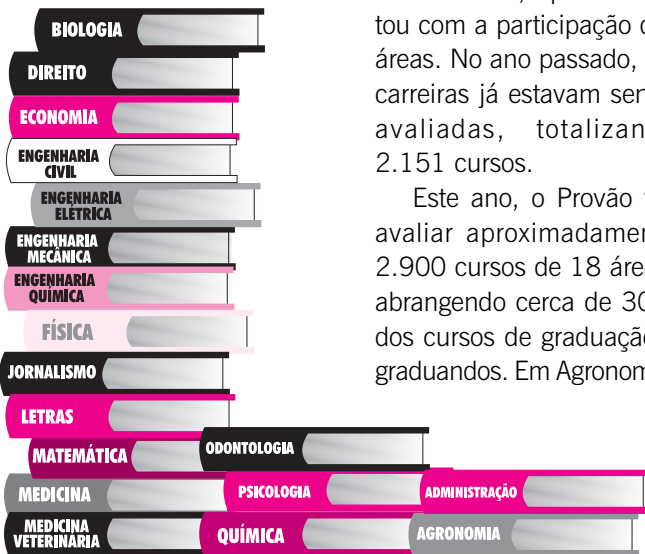 BIOLOGIA
DIREITO
ECONOMIA
ENGENHARIA
CIVIL
ENGENHARIA
ELÉTRICA
ENGENHARIA
MECÂNICA
ENGENHARIA
QUÍMICA
FÍSICA
JORNALISMO
LETRAS
MATEMÁTICA
ODONTOLOGIA
MEDICINA
PSICOLOGIA
ADMINISTRAÇÃO
MEDICINA
VETERINÁRIA
QUÍMICA
AGRONOMIA
tou com a participação
áreas. No ano passado,
carreiras já estavam
avaliadas, totalizan
2.151 cursos.
Este ano, o Provão
avaliar aproximadamen
2.900 cursos de 18
abrangendo cerca de 30
dos cursos de graduação
graduandos. Em Agronom